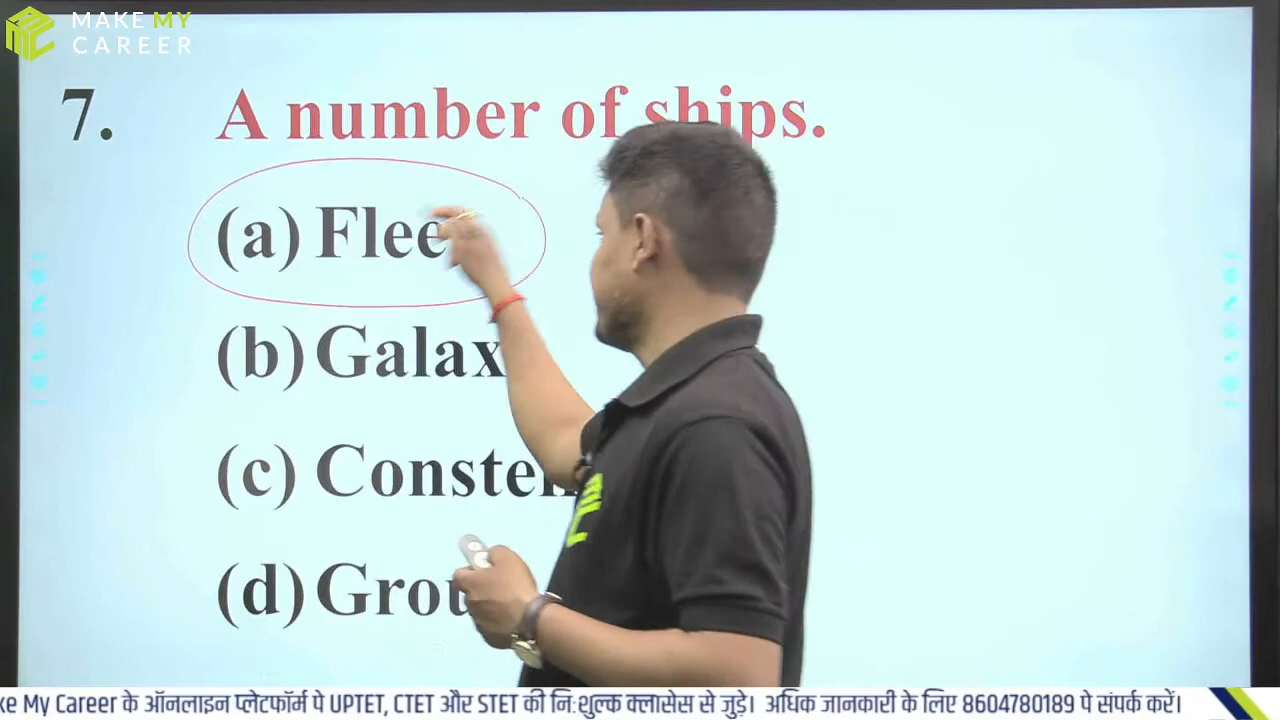 MAKE MY
CAREER
7. A number of ships.
(a) Flee
(b) Galax
(c) Conste
(d) Grou
ke My Career के ऑनलाइन प्लेटफॉर्म पे UPTET, CTET और STET की नि:शुल्क क्लासेस से जुड़े। अधिक जानकारी के लिए 8604780189 पे संपर्क करें।